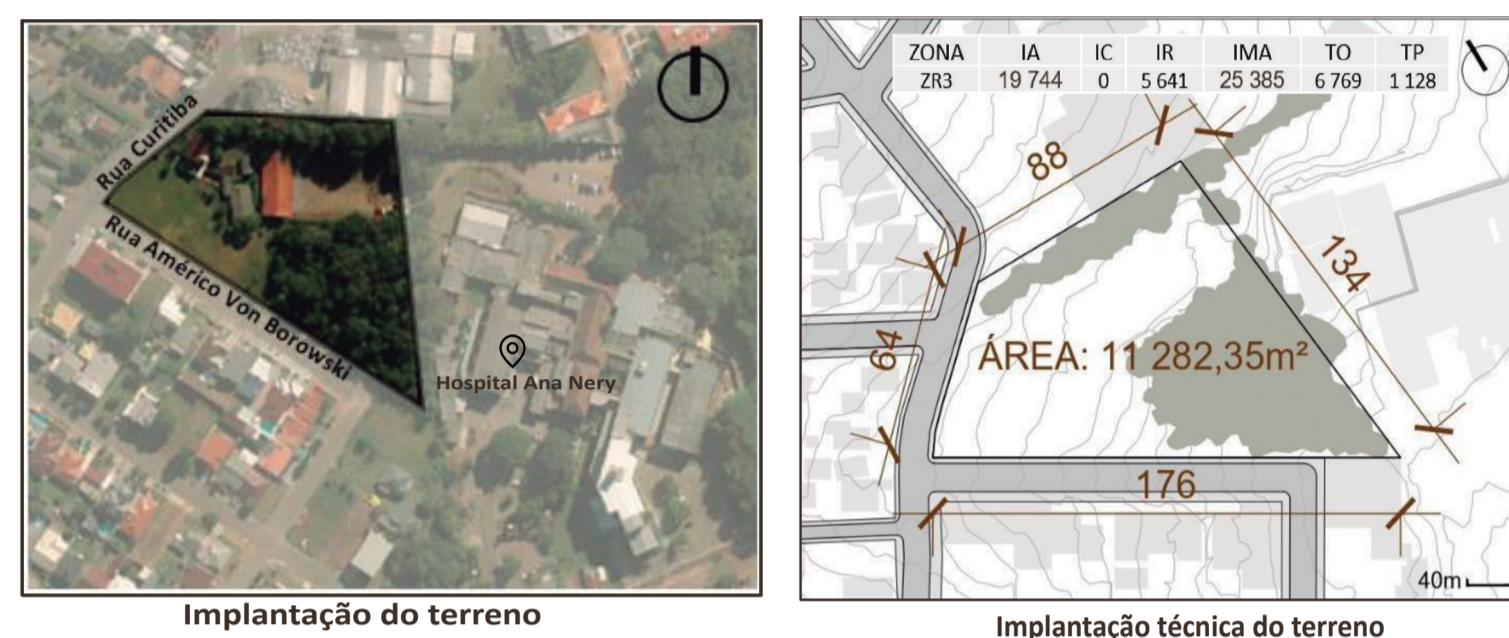 Rua Curitiba
Rua Américo Von Borowski
Hospital Ana Nery
Implantação do terreno
ZONA IA IC IR IMA TO TP
ZR3 19 744 0 5 641 25 385 6 769 1 128
88
134
64
ÁREA: 11 282,35m²
176
40m
Implantação técnica do terreno